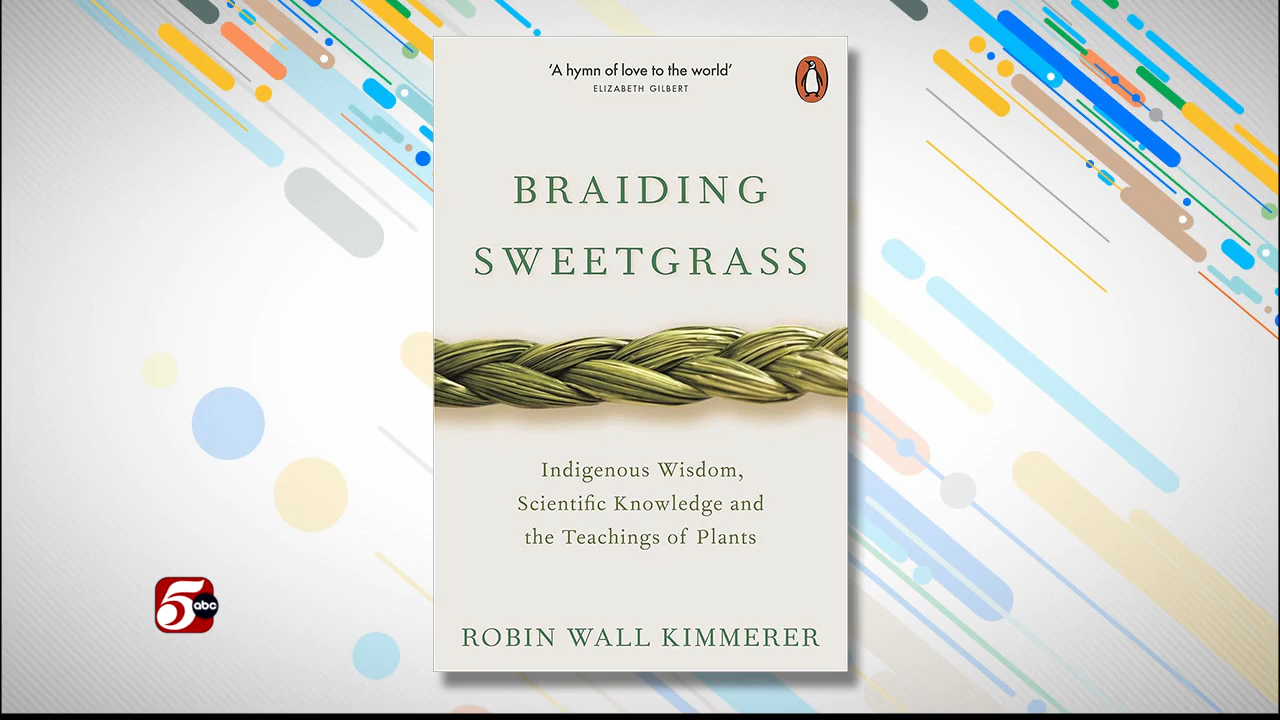 ‘A hymn of love to the world’
ELIZABETH GILBERT
BRAIDING
SWEETGRASS
Indigenous Wisdom,
Scientific Knowledge and
the Teachings of Plants
ROBIN WALL KIMMERER
5 abc